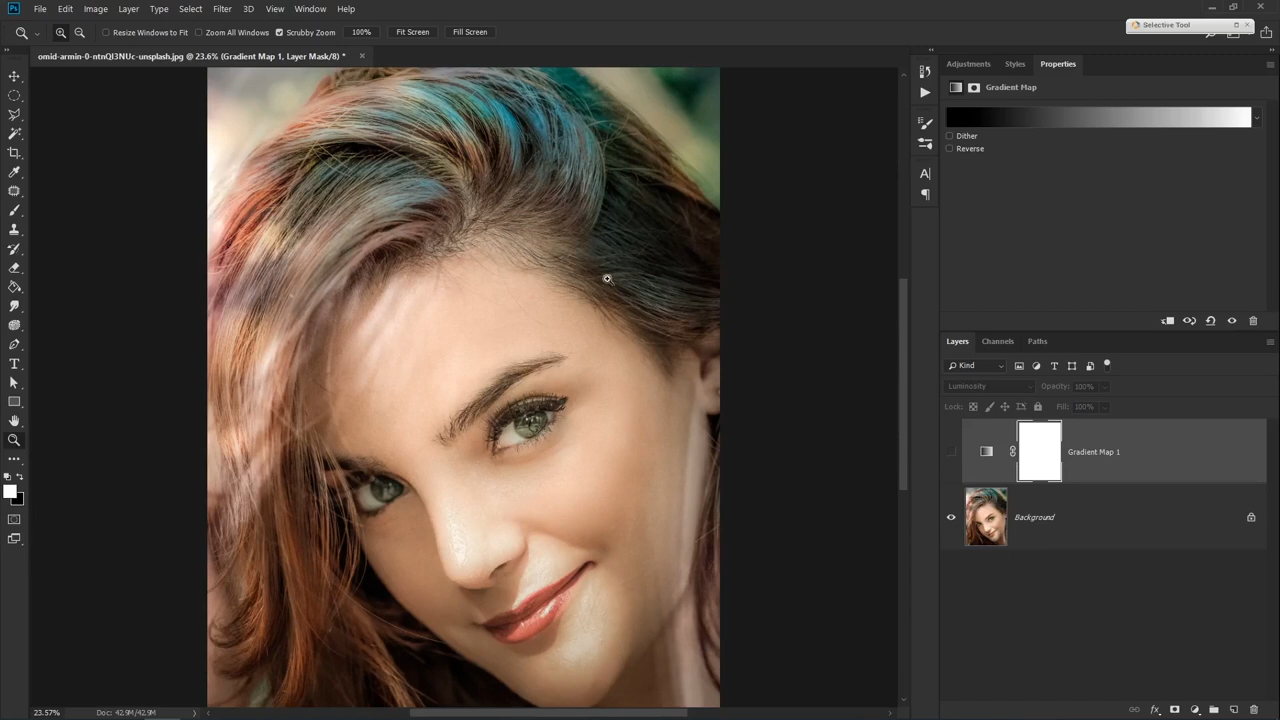 Ps File Edit Image Layer Type Select Filter 3D View Window Help
Resize Windows to Fit Zoom All Windows Scrubby Zoom 100% Fit Screen Fill Screen
Selective Tool
omid-armin-0-ntnQI3NUc-unsplash.jpg @ 23.6% (Gradient Map 1, Layer Mask/8) *
Adjustments Styles Properties
Gradient Map
Dither
Reverse
Layers Channels Paths
Kind
Luminosity Opacity: 100%
Lock: Fill: 100%
Gradient Map 1
Background
23.57% Doc: 42.9M/42.9M